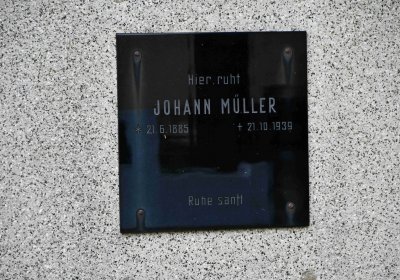 Hier ruht
JOHANN MÜLLER
* 21.6.1885 † 21.10.1939
Ruhe sanft